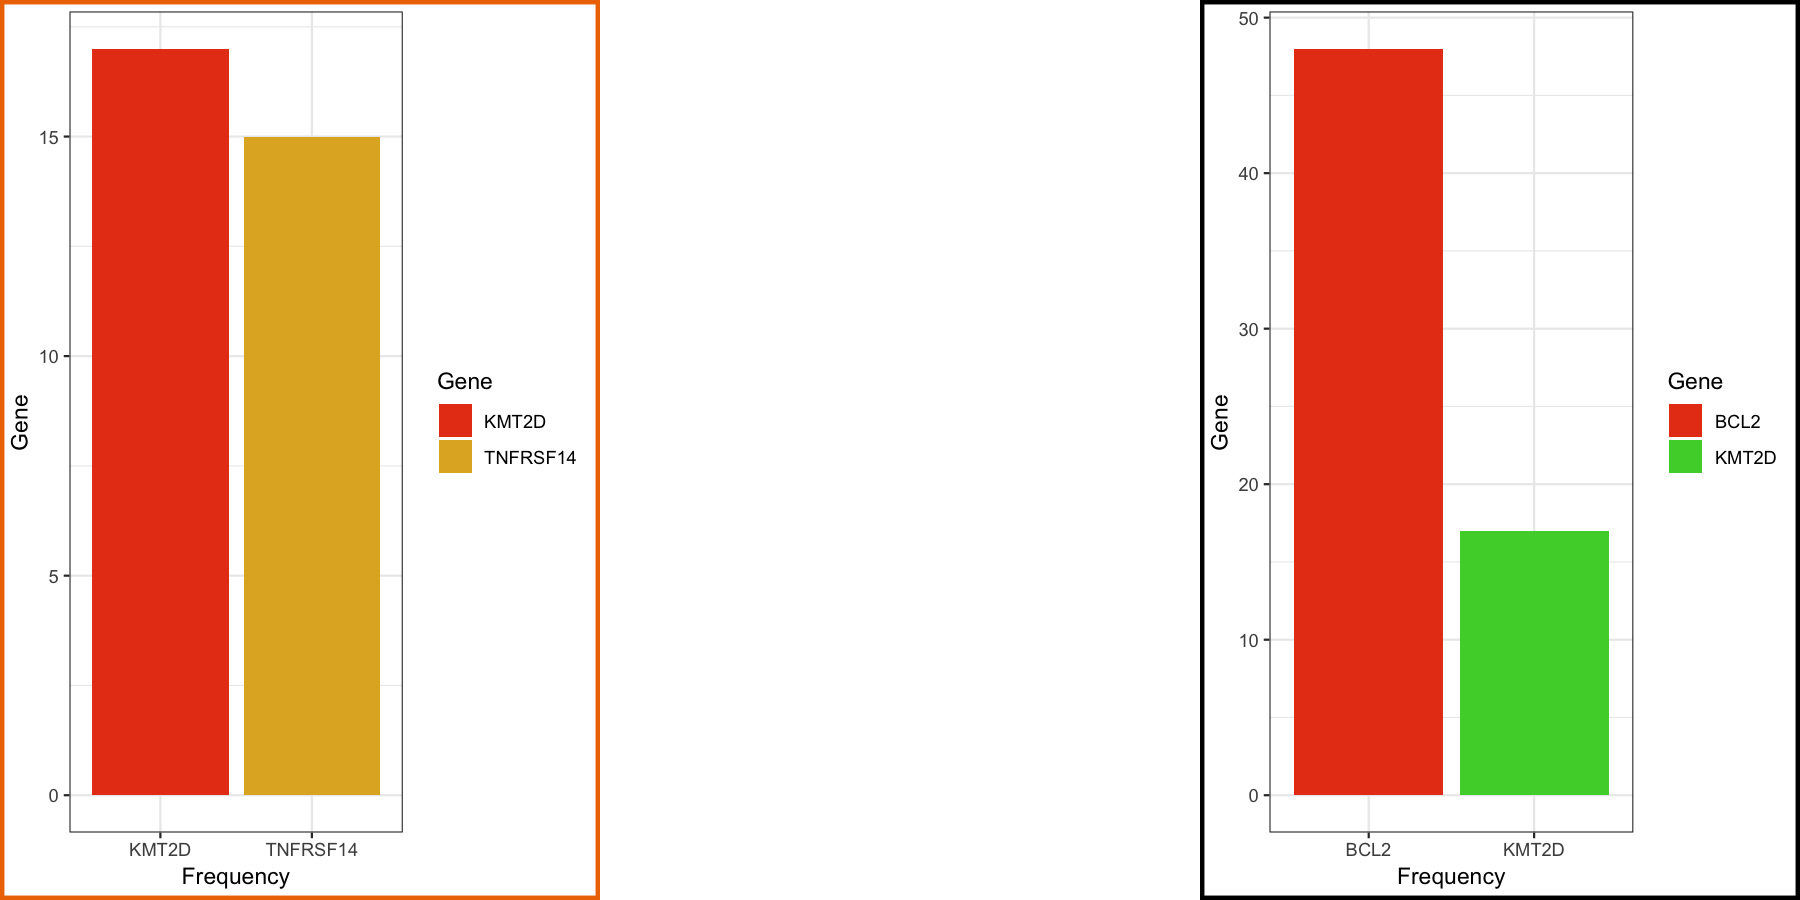 15
10
5
0
Gene
KMT2D
TNFRSF14
Frequency
Gene
KMT2D
TNFRSF14
50
40
30
20
10
0
Gene
BCL2
KMT2D
Frequency
Gene
BCL2
KMT2D